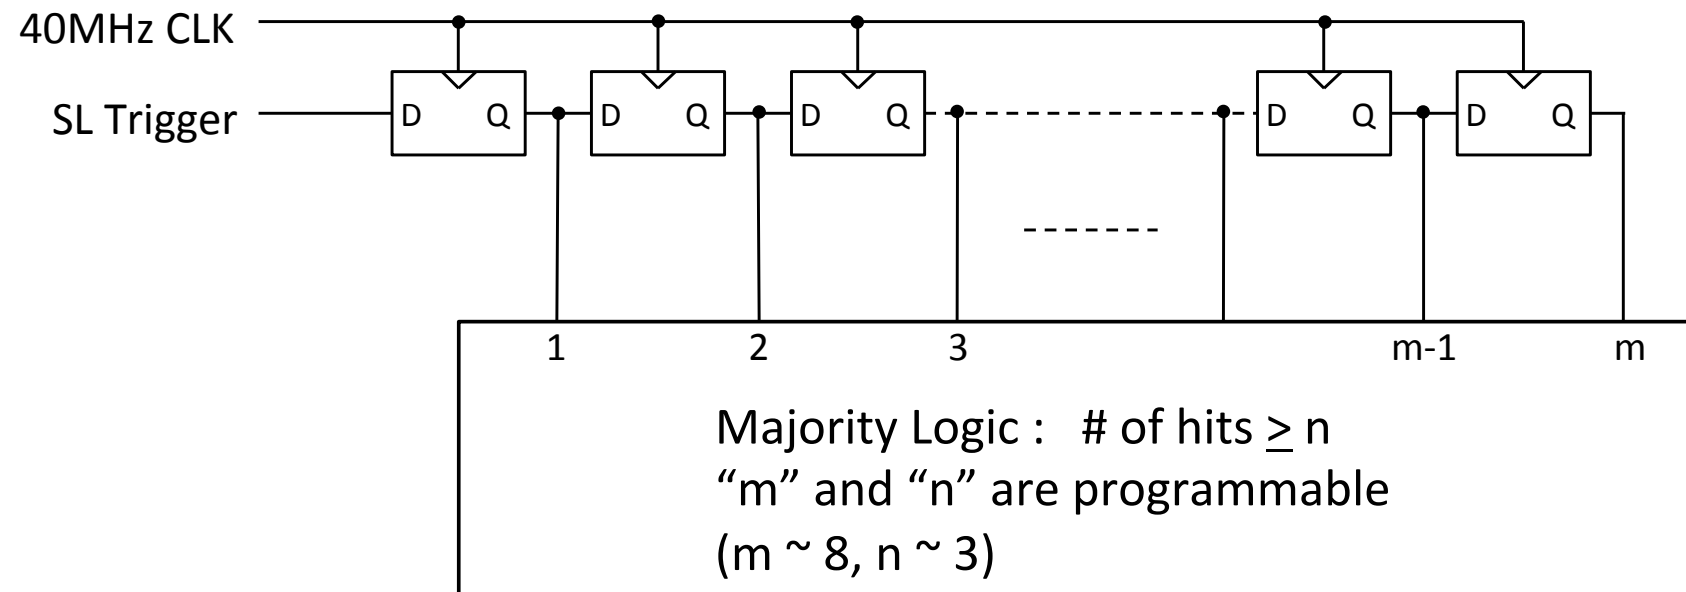 40MHz CLK
SL Trigger
D Q D Q D Q D Q D Q
1 2 3 m-1 m
Majority Logic : # of hits ≥ n
“m” and “n” are programmable
(m ~ 8, n ~ 3)